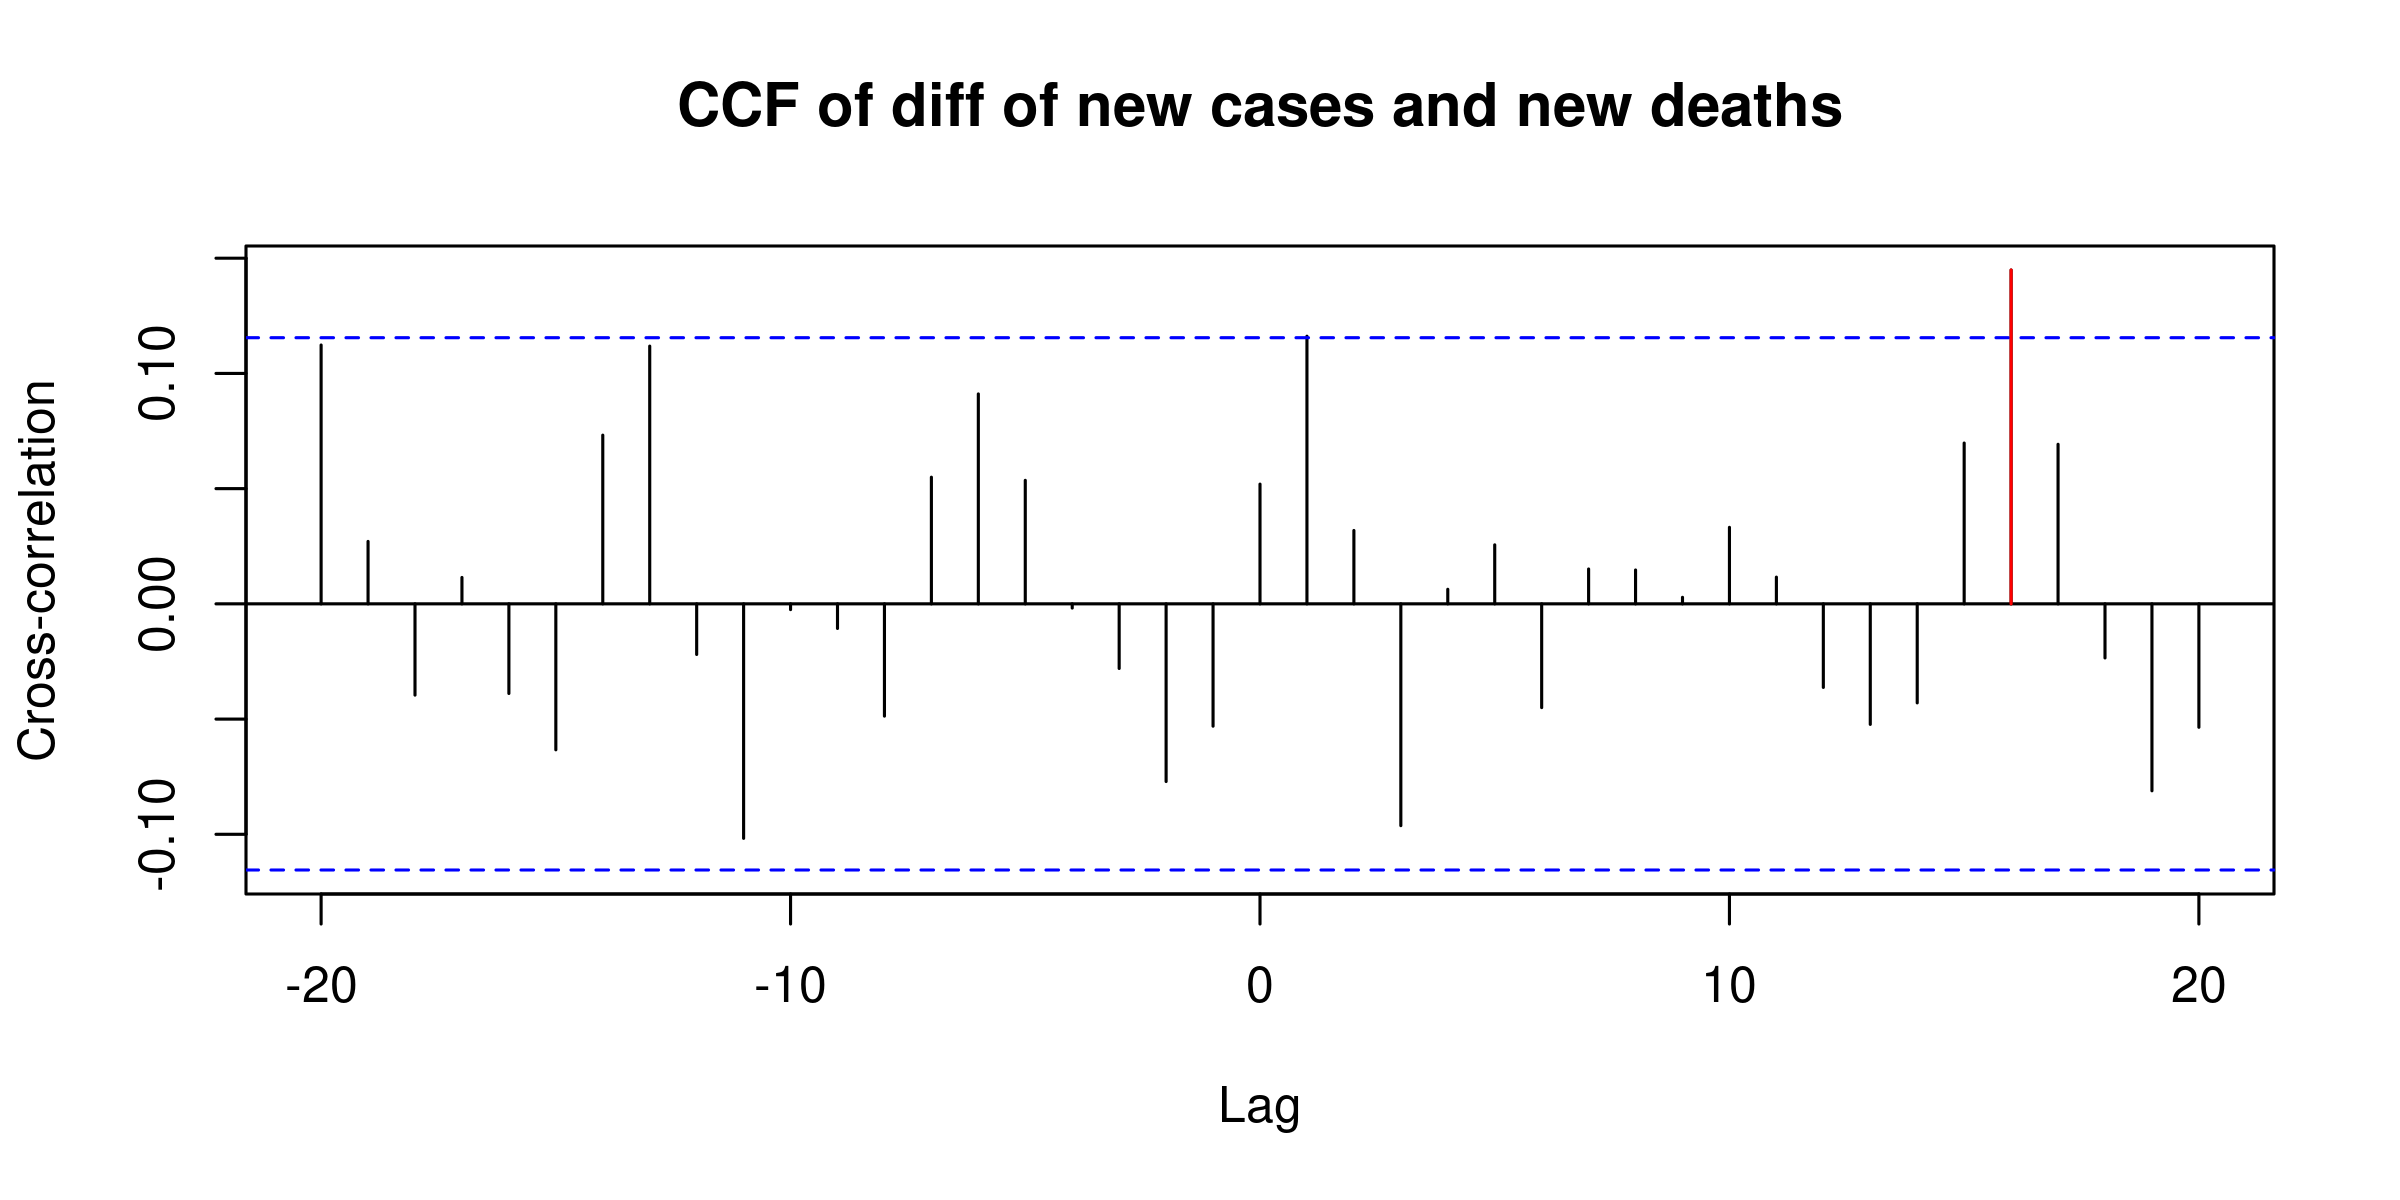 CCF of diff of new cases and new deaths
Cross-correlation
0.10
0.00
-0.10
-20 -10 0 10 20
Lag